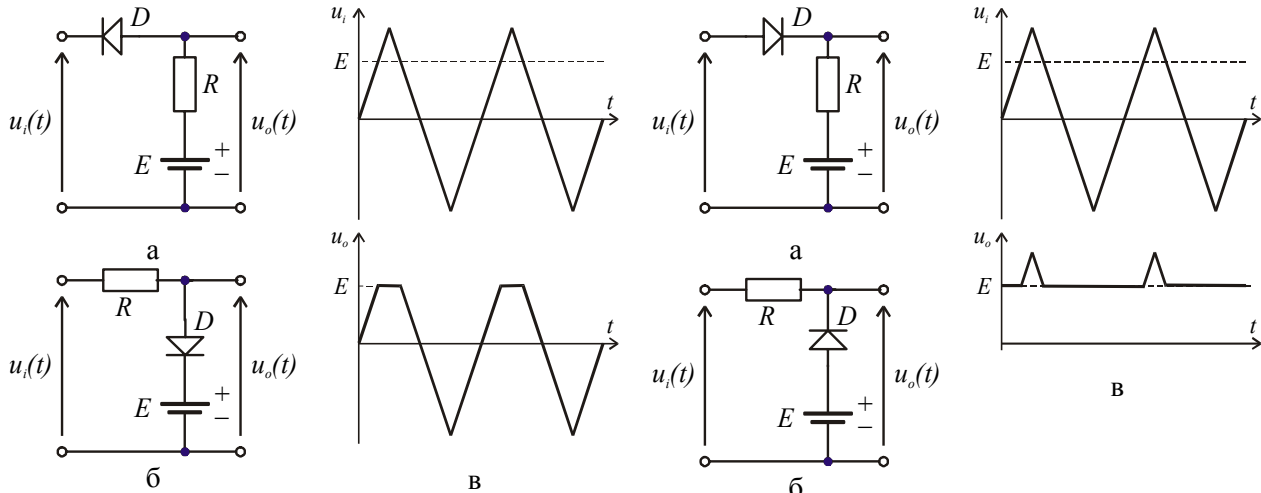 D
R
E
+
−
u_i(t)
u_o(t)
а
u_i
E
t
R
D
E
+
−
u_i(t)
u_o(t)
б
u_o
E
t
в
D
R
E
+
−
u_i(t)
u_o(t)
а
u_i
E
t
R
D
E
+
−
u_i(t)
u_o(t)
б
u_o
E
t
в